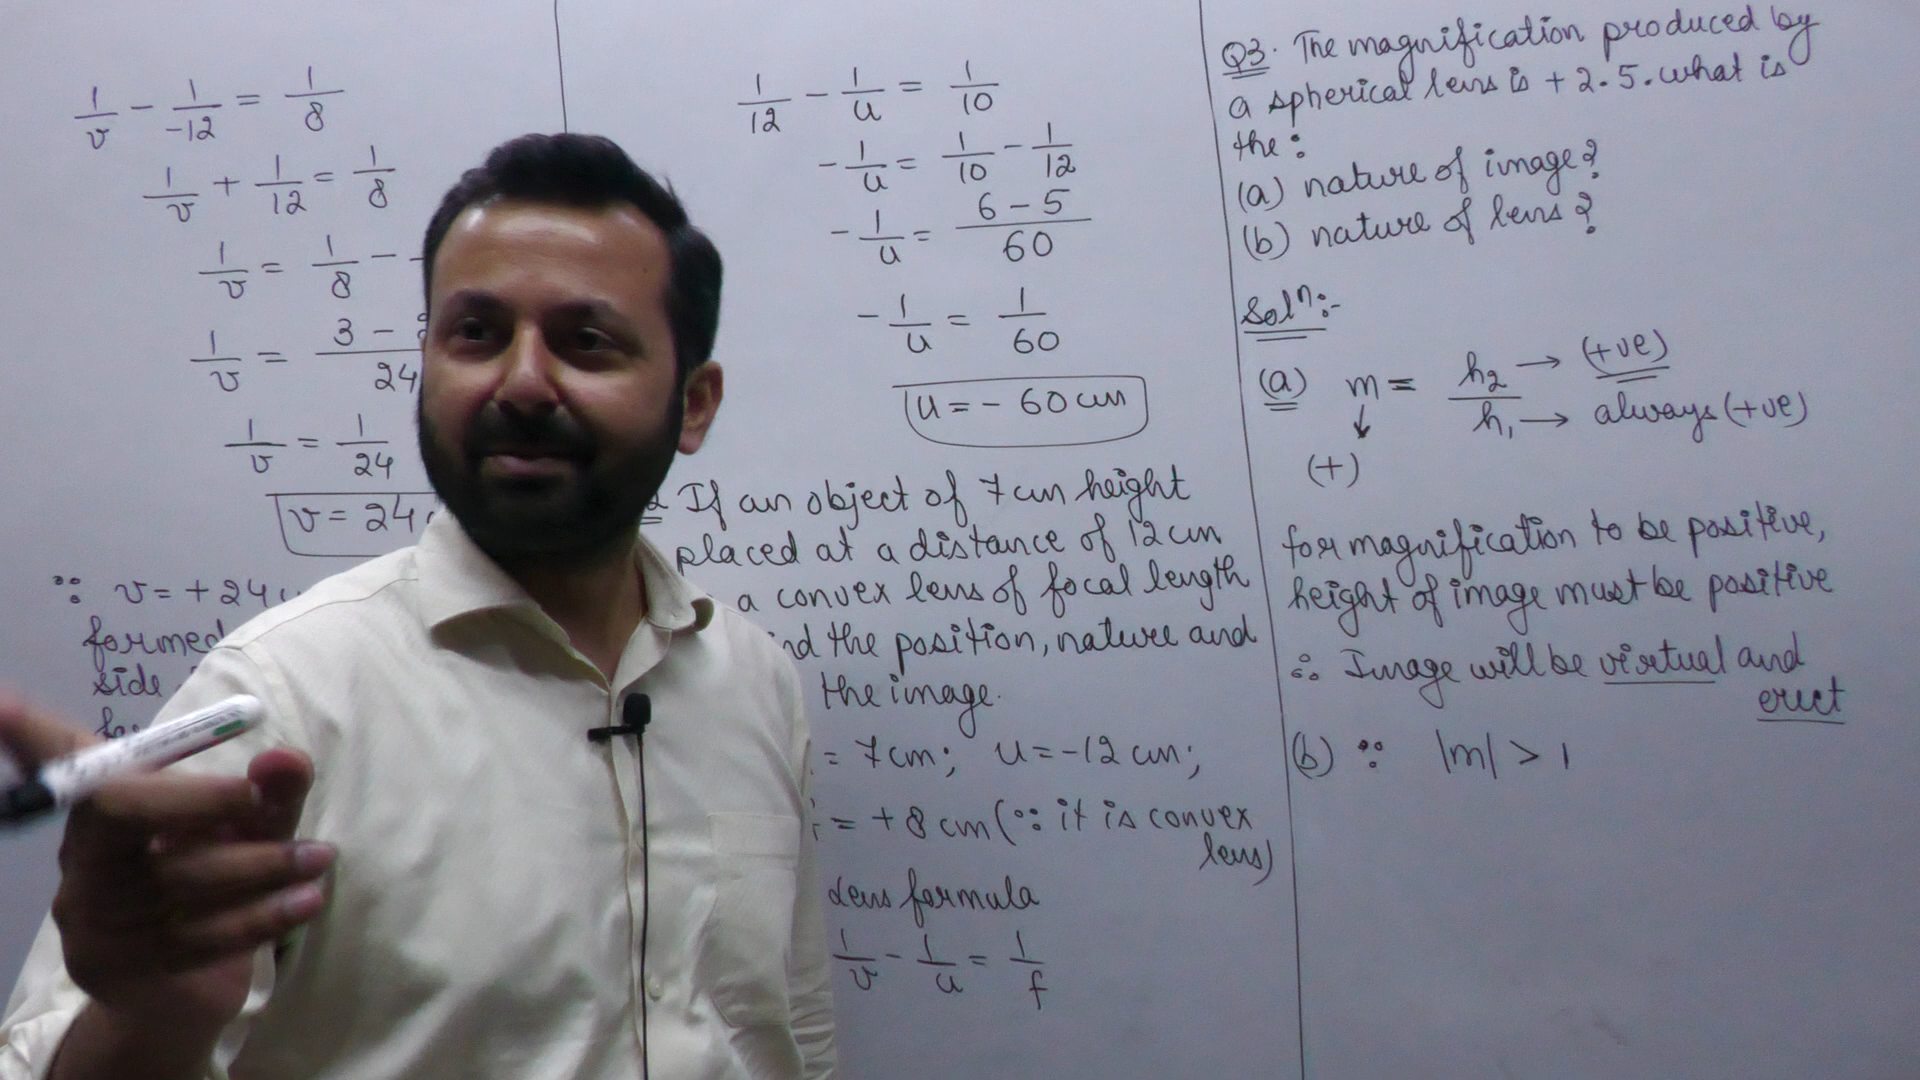 1/v - 1/-12 = 1/8
1/v + 1/12 = 1/8
1/v = 1/8 -
1/v = 3 - / 24
1/v = 1/24
v = 24
∵ v = + 24
formed
side
1/12 - 1/u = 1/10
- 1/u = 1/10 - 1/12
- 1/u = 6 - 5 / 60
- 1/u = 1/60
u = - 60 cm
If an object of 7 cm height
placed at a distance of 12 cm
a convex lens of focal length
the position, nature and
the image.
= 7 cm; u = -12 cm;
= + 8 cm (∵ it is convex
lens)
lens formula
1/v - 1/u = 1/f
Q3. The magnification produced by
a spherical lens is + 2.5. what is
the:
(a) nature of image?
(b) nature of lens?
Solⁿ:-
(a) m = h₂/h₁
h₂ → (+ve)
h₁ → always (+ve)
↓
(+)
for magnification to be positive,
height of image must be positive
∴ Image will be virtual and
erect
(b) ∵ |m| > 1